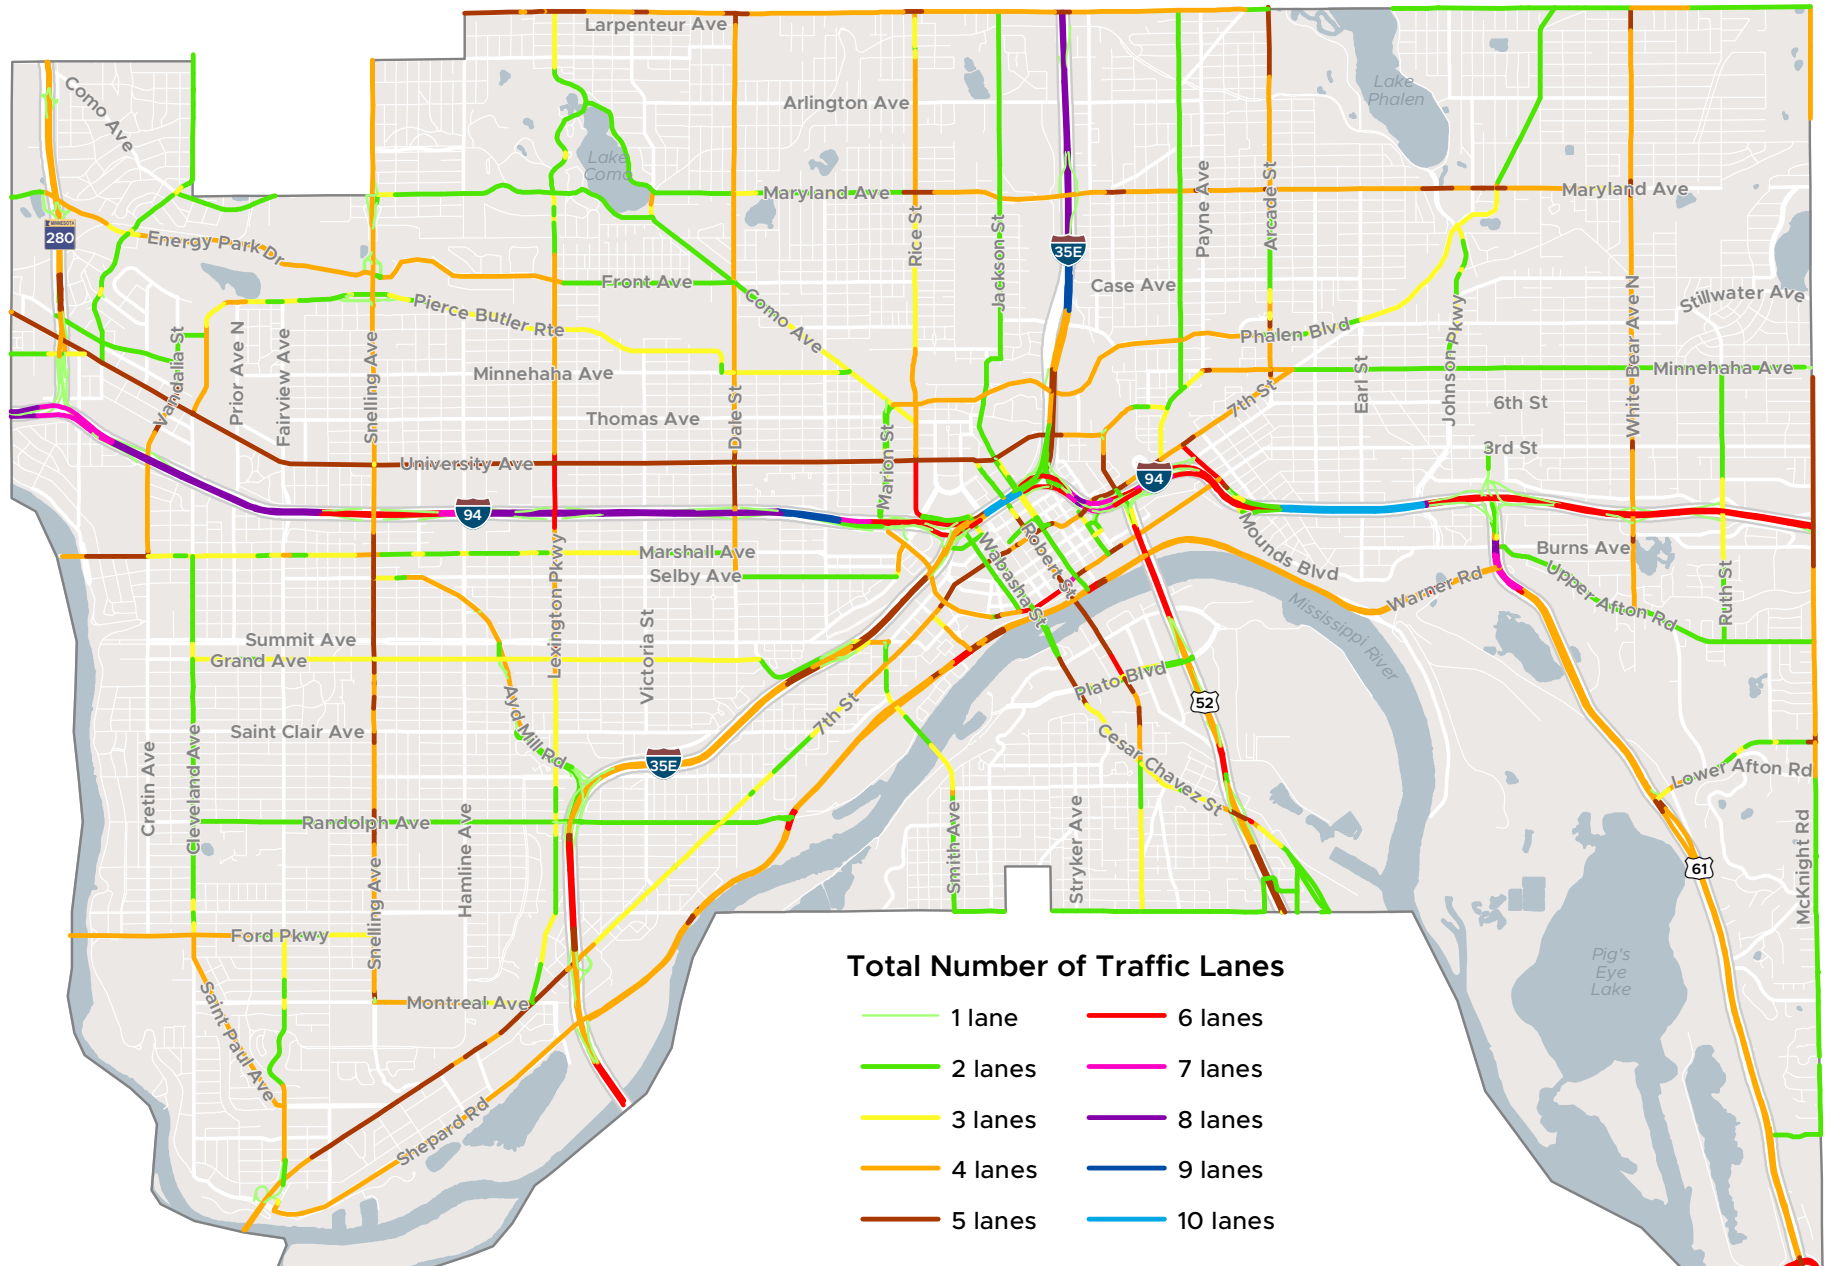 Larpenteur Ave
Como Ave
Lake
Phalen
Arlington Ave
Lake
Como
Maryland Ave
Maryland Ave
MINNESOTA
280
Energy Park Dr
Rice St
Jackson St
35E
Payne Ave
Arcade St
Front Ave
Case Ave
Stillwater Ave
Pierce Butler Rte
Como Ave
Phalen Blvd
Vandalia St
Prior Ave N
Fairview Ave
Snelling Ave
Minnehaha Ave
Minnehaha Ave
Earl St
Johnson Pkwy
White Bear Ave N
Thomas Ave
Dale St
Marion St
7th St
6th St
3rd St
University Ave
94
94
Marshall Ave
Selby Ave
Lexington Pkwy
Wabasha St
Robert St
Mounds Blvd
Burns Ave
Warner Rd
Upper Afton Rd
Ruth St
Mississippi River
Summit Ave
Grand Ave
Victoria St
Plato Blvd
52
Saint Clair Ave
Ayd Mill Rd
7th St
35E
Cesar Chavez St
Lower Afton Rd
Cretin Ave
Cleveland Ave
Randolph Ave
Hamline Ave
Snelling Ave
Smith Ave
Stryker Ave
61
McKnight Rd
Ford Pkwy
Saint Paul Ave
Montreal Ave
Shepard Rd
Pig's
Eye
Lake
Total Number of Traffic Lanes
1 lane
2 lanes
3 lanes
4 lanes
5 lanes
6 lanes
7 lanes
8 lanes
9 lanes
10 lanes